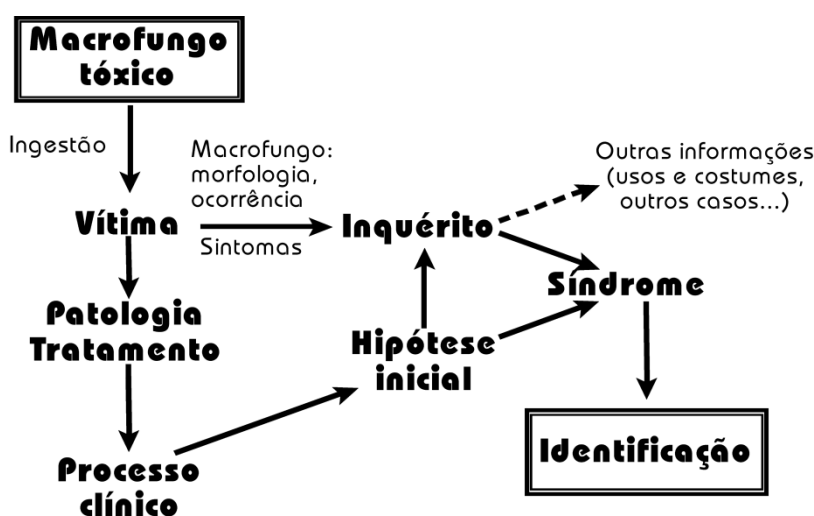 Macrofungo
tóxico
Ingestão
Macrofungo:
morfologia,
ocorrência
Outras informações
(usos e costumes,
outros casos...)
Vítima
Inquérito
Sintomas
Síndrome
Patologia
Tratamento
Hipótese
inicial
Identificação
Processo
clínico